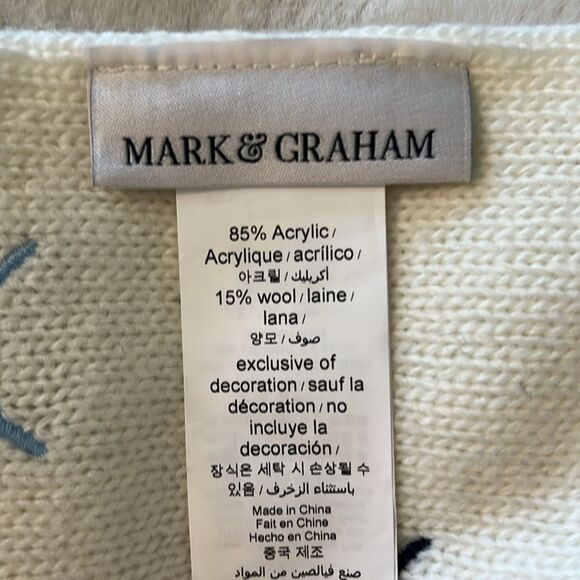 MARK & GRAHAM
85% Acrylic /
Acrylique / acrílico /
아크릴 / أكريليك /
15% wool / laine /
lana /
양모 / صوف /
exclusive of
decoration / sauf la
décoration / no
incluye la
decoración /
장식은 세탁 시 손상될 수
있음 / باستثناء الزخرف /
Made in China
Fait en Chine
Hecho en China
중국 제조
صنع فيالصين من المواد